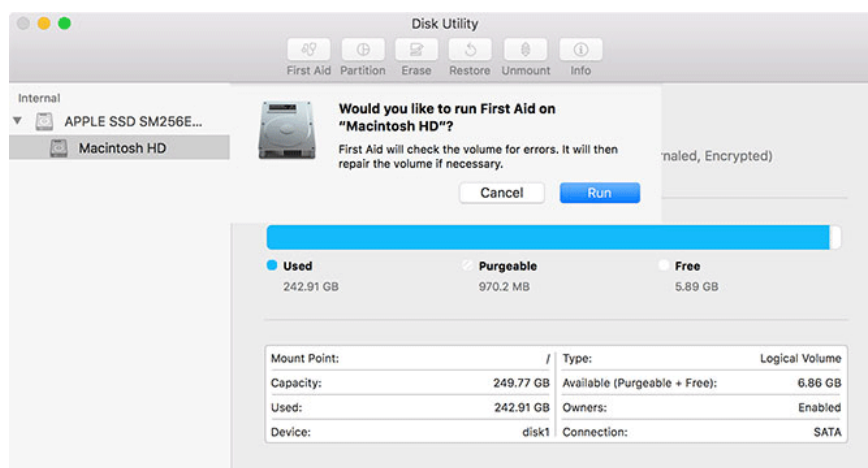 Disk Utility
First Aid Partition Erase Restore Unmount Info
Internal
APPLE SSD SM256E...
Macintosh HD
Would you like to run First Aid on
“Macintosh HD”?
First Aid will check the volume for errors. It will then
repair the volume if necessary.
Cancel Run
naled, Encrypted)
Used Purgeable Free
242.91 GB 970.2 MB 5.89 GB
Mount Point: / Type: Logical Volume
Capacity: 249.77 GB Available (Purgeable + Free): 6.86 GB
Used: 242.91 GB Owners: Enabled
Device: disk1 Connection: SATA